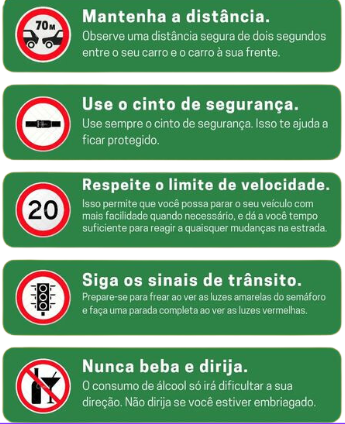 70 M
Mantenha a distância.
Observe uma distância segura de dois segundos
entre o seu carro e o carro à sua frente.
Use o cinto de segurança.
Use sempre o cinto de segurança. Isso te ajuda a
ficar protegido.
20
Respeite o limite de velocidade.
Isso permite que você possa parar o seu veículo com
mais facilidade quando necessário, e dá a você tempo
suficiente para reagir a quaisquer mudanças na estrada.
Siga os sinais de trânsito.
Prepare-se para frear ao ver as luzes amarelas do semáforo
e faça uma parada completa ao ver as luzes vermelhas.
Nunca beba e dirija.
O consumo de álcool só irá dificultar a sua
direção. Não dirija se você estiver embriagado.